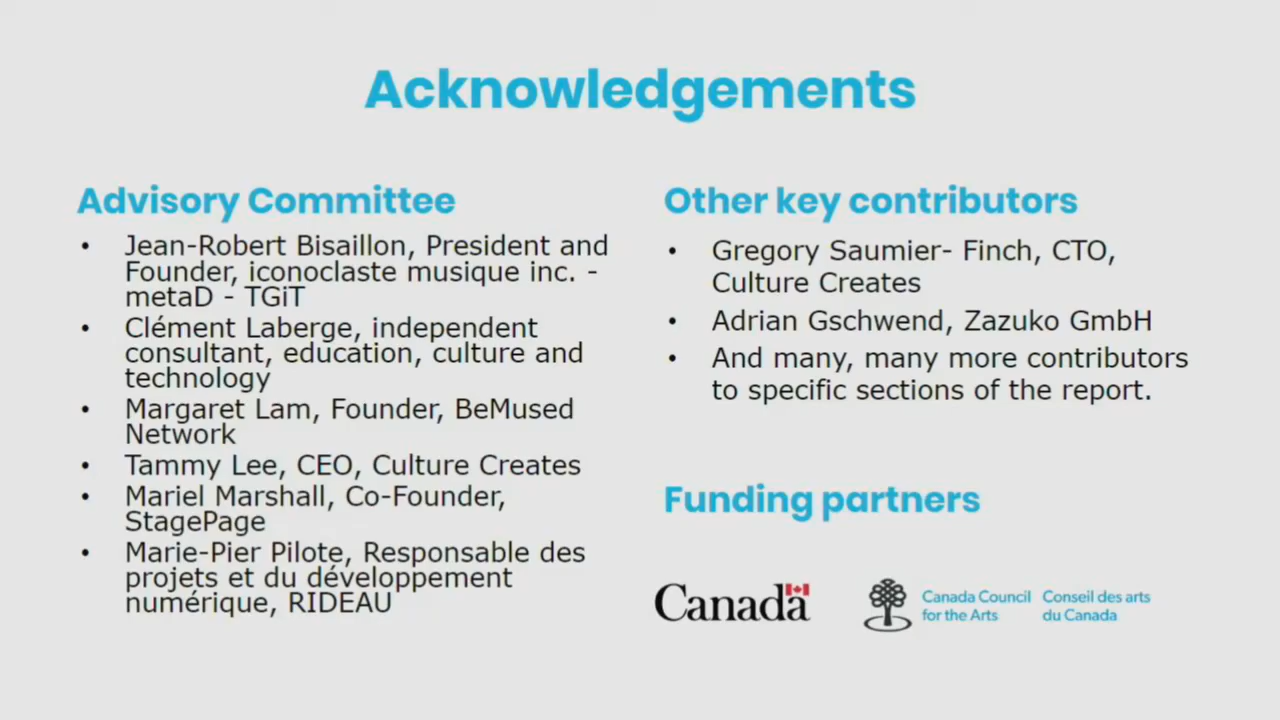 Acknowledgements
Advisory Committee
• Jean-Robert Bisaillon, President and
Founder, iconoclaste musique inc. -
metaD - TGiT
• Clément Laberge, independent
consultant, education, culture and
technology
• Margaret Lam, Founder, BeMused
Network
• Tammy Lee, CEO, Culture Creates
• Mariel Marshall, Co-Founder,
StagePage
• Marie-Pier Pilote, Responsable des
projets et du développement
numérique, RIDEAU
Other key contributors
• Gregory Saumier- Finch, CTO,
Culture Creates
• Adrian Gschwend, Zazuko GmbH
• And many, many more contributors
to specific sections of the report.
Funding partners
Canada
Canada Council
for the Arts
Conseil des arts
du Canada